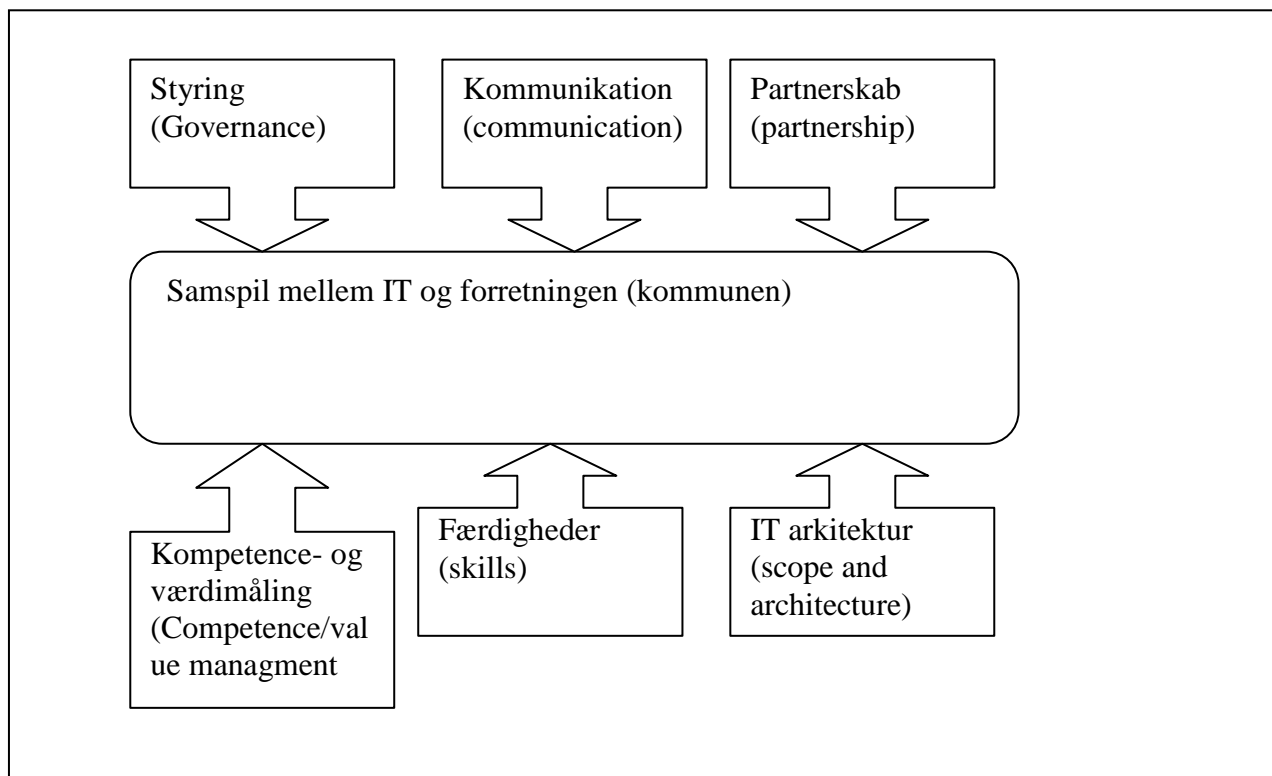 Styring
(Governance)
Kommunikation
(communication)
Partnerskab
(partnership)
Samspil mellem IT og forretningen (kommunen)
Kompetence- og
værdimåling
(Competence/val
ue managment
Færdigheder
(skills)
IT arkitektur
(scope and
architecture)